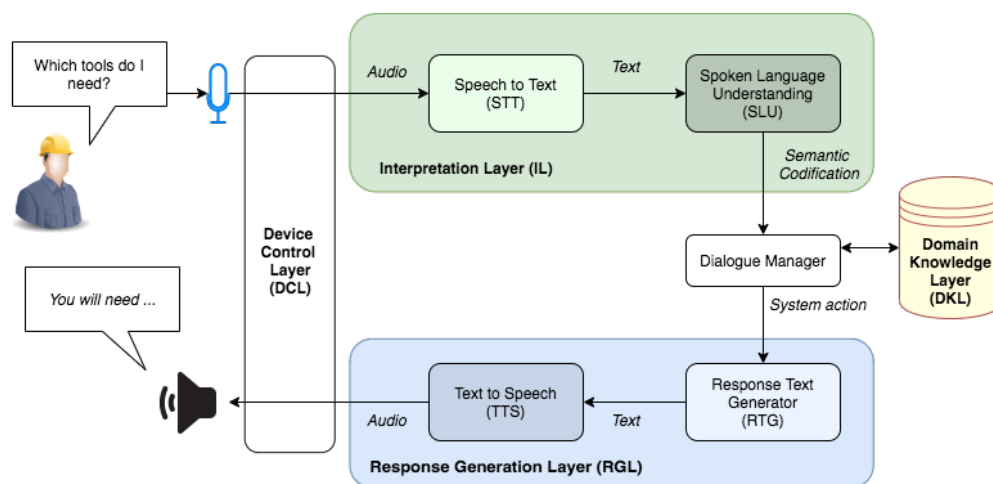 Which tools do I
need?
Audio
Speech to Text
(STT)
Text
Spoken Language
Understanding
(SLU)
Interpretation Layer (IL)
Semantic
Codification
Device
Control
Layer
(DCL)
Dialogue Manager
Domain
Knowledge
Layer
(DKL)
You will need ...
System action
Text to Speech
(TTS)
Response Text
Generator
(RTG)
Audio
Text
Response Generation Layer (RGL)